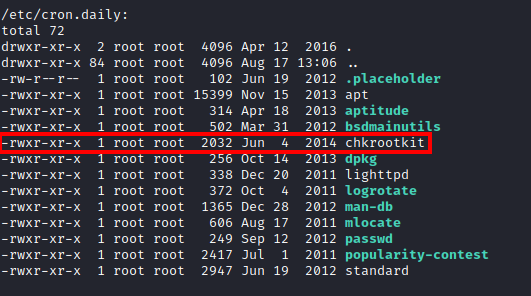 /etc/cron.daily:
total 72
drwxr-xr-x  2 root root  4096 Apr 12  2016 .
drwxr-xr-x 84 root root  4096 Aug 17 13:06 ..
-rw-r--r--  1 root root   102 Jun 19  2012 .placeholder
-rwxr-xr-x  1 root root 15399 Nov 15  2013 apt
-rwxr-xr-x  1 root root   314 Apr 18  2013 aptitude
-rwxr-xr-x  1 root root   502 Mar 31  2012 bsdmainutils
-rwxr-xr-x  1 root root  2032 Jun  4  2014 chkrootkit
-rwxr-xr-x  1 root root   256 Oct 14  2013 dpkg
-rwxr-xr-x  1 root root   338 Dec 20  2011 lighttpd
-rwxr-xr-x  1 root root   372 Oct  4  2011 logrotate
-rwxr-xr-x  1 root root  1365 Dec 28  2012 man-db
-rwxr-xr-x  1 root root   606 Aug 17  2011 mlocate
-rwxr-xr-x  1 root root   249 Sep 12  2012 passwd
-rwxr-xr-x  1 root root  2417 Jul  1  2011 popularity-contest
-rwxr-xr-x  1 root root  2947 Jun 19  2012 standard